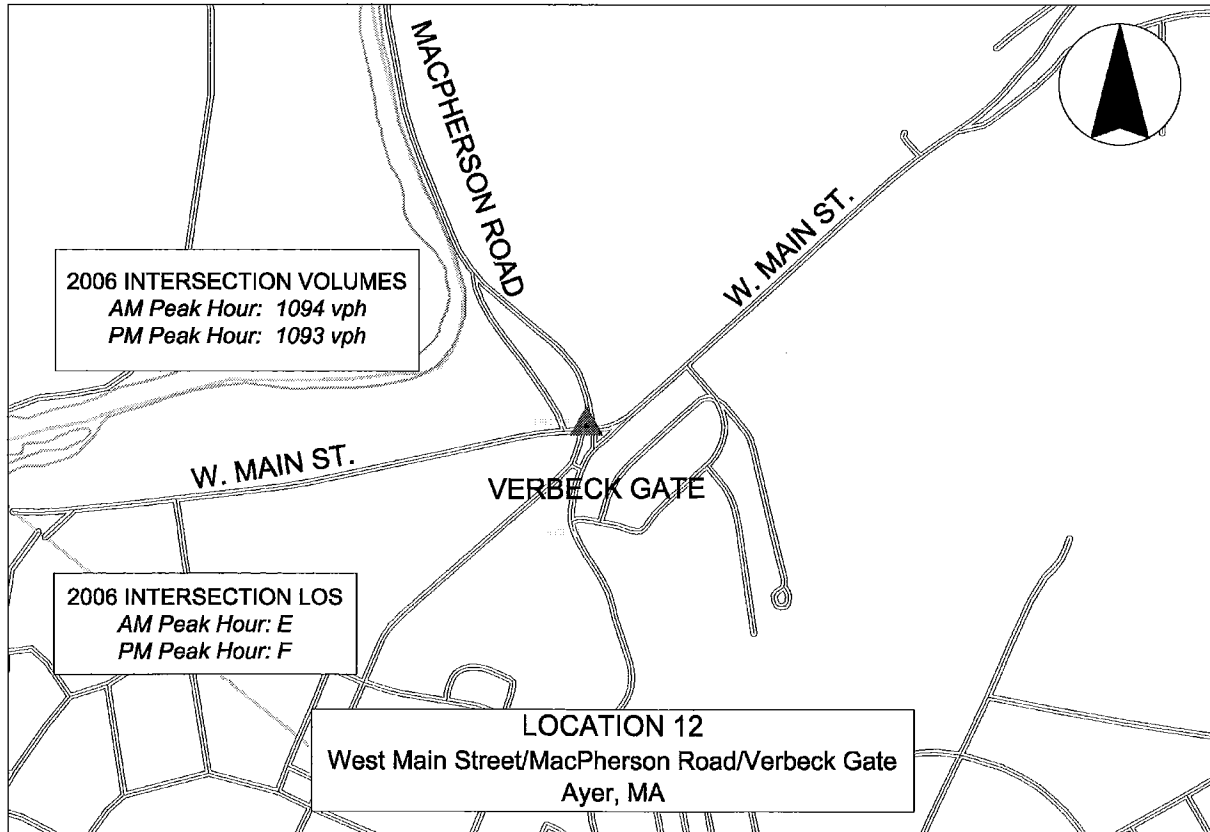 MACPHERSON ROAD
W. MAIN ST.
2006 INTERSECTION VOLUMES
AM Peak Hour: 1094 vph
PM Peak Hour: 1093 vph
W. MAIN ST.
VERBECK GATE
2006 INTERSECTION LOS
AM Peak Hour: E
PM Peak Hour: F
LOCATION 12
West Main Street/MacPherson Road/Verbeck Gate
Ayer, MA